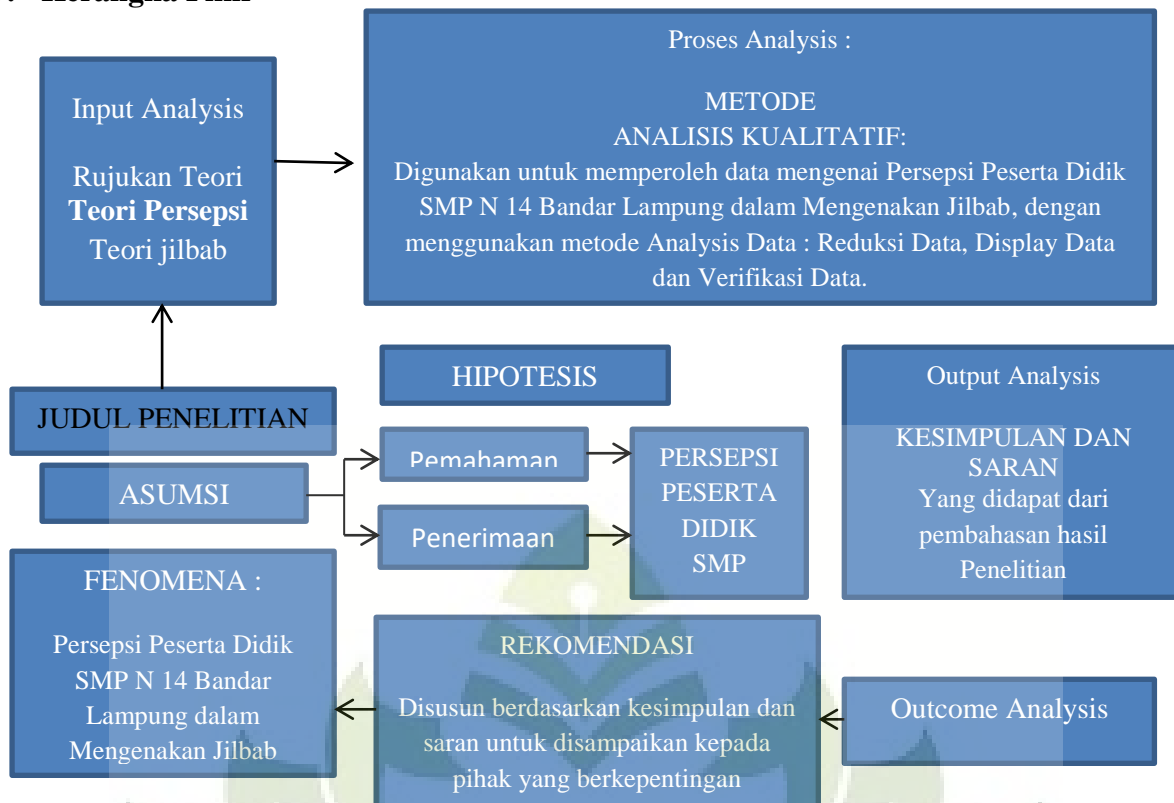 Input Analysis
Rujukan Teori
Teori Persepsi
Teori jilbab
Proses Analysis :
METODE
ANALISIS KUALITATIF:
Digunakan untuk memperoleh data mengenai Persepsi Peserta Didik
SMP N 14 Bandar Lampung dalam Mengenakan Jilbab, dengan
menggunakan metode Analysis Data : Reduksi Data, Display Data
dan Verifikasi Data.
JUDUL PENELITIAN
HIPOTESIS
ASUMSI
Pemahaman
Penerimaan
PERSEPSI
PESERTA
DIDIK
SMP
Output Analysis
KESIMPULAN DAN
SARAN
Yang didapat dari
pembahasan hasil
Penelitian
FENOMENA :
Persepsi Peserta Didik
SMP N 14 Bandar
Lampung dalam
Mengenakan Jilbab
REKOMENDASI
Disusun berdasarkan kesimpulan dan
saran untuk disampaikan kepada
pihak yang berkepentingan
Outcome Analysis